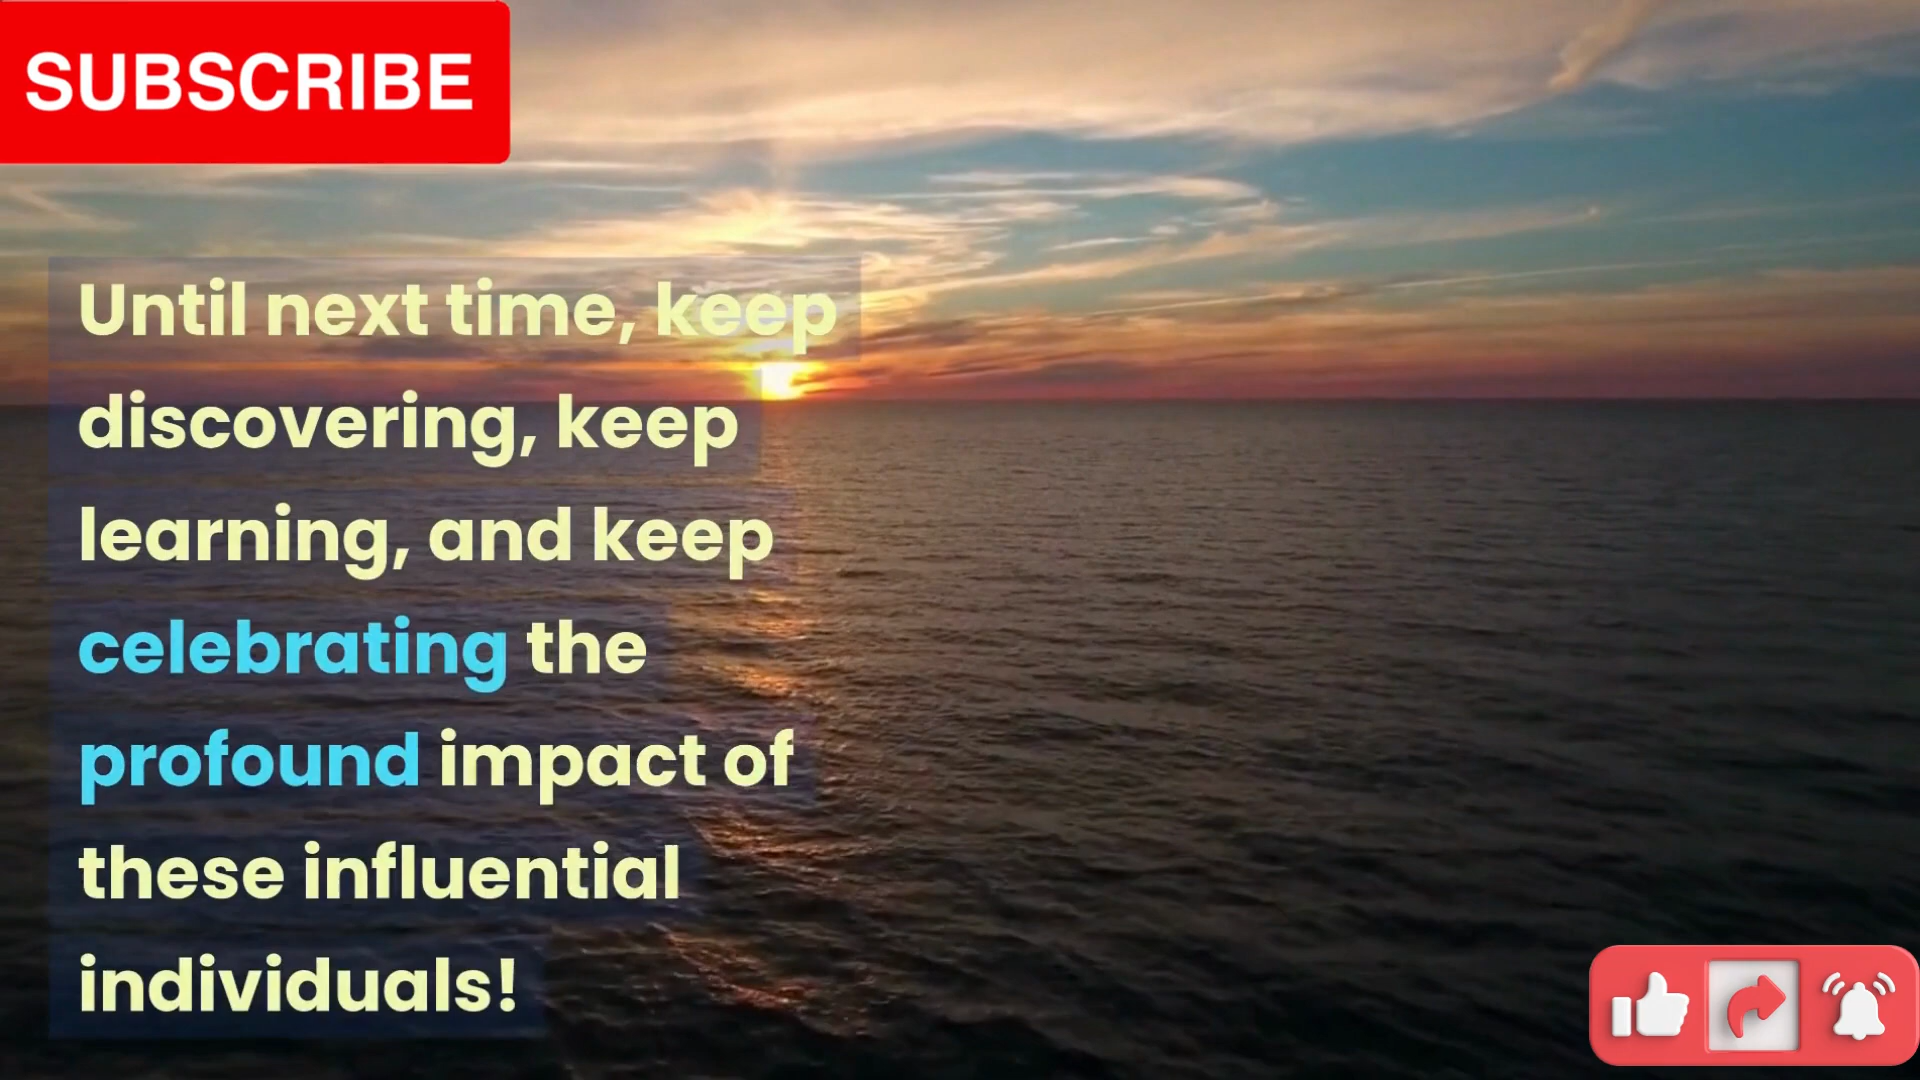 SUBSCRIBE
Until next time, keep
discovering, keep
learning, and keep
celebrating the
profound impact of
these influential
individuals!